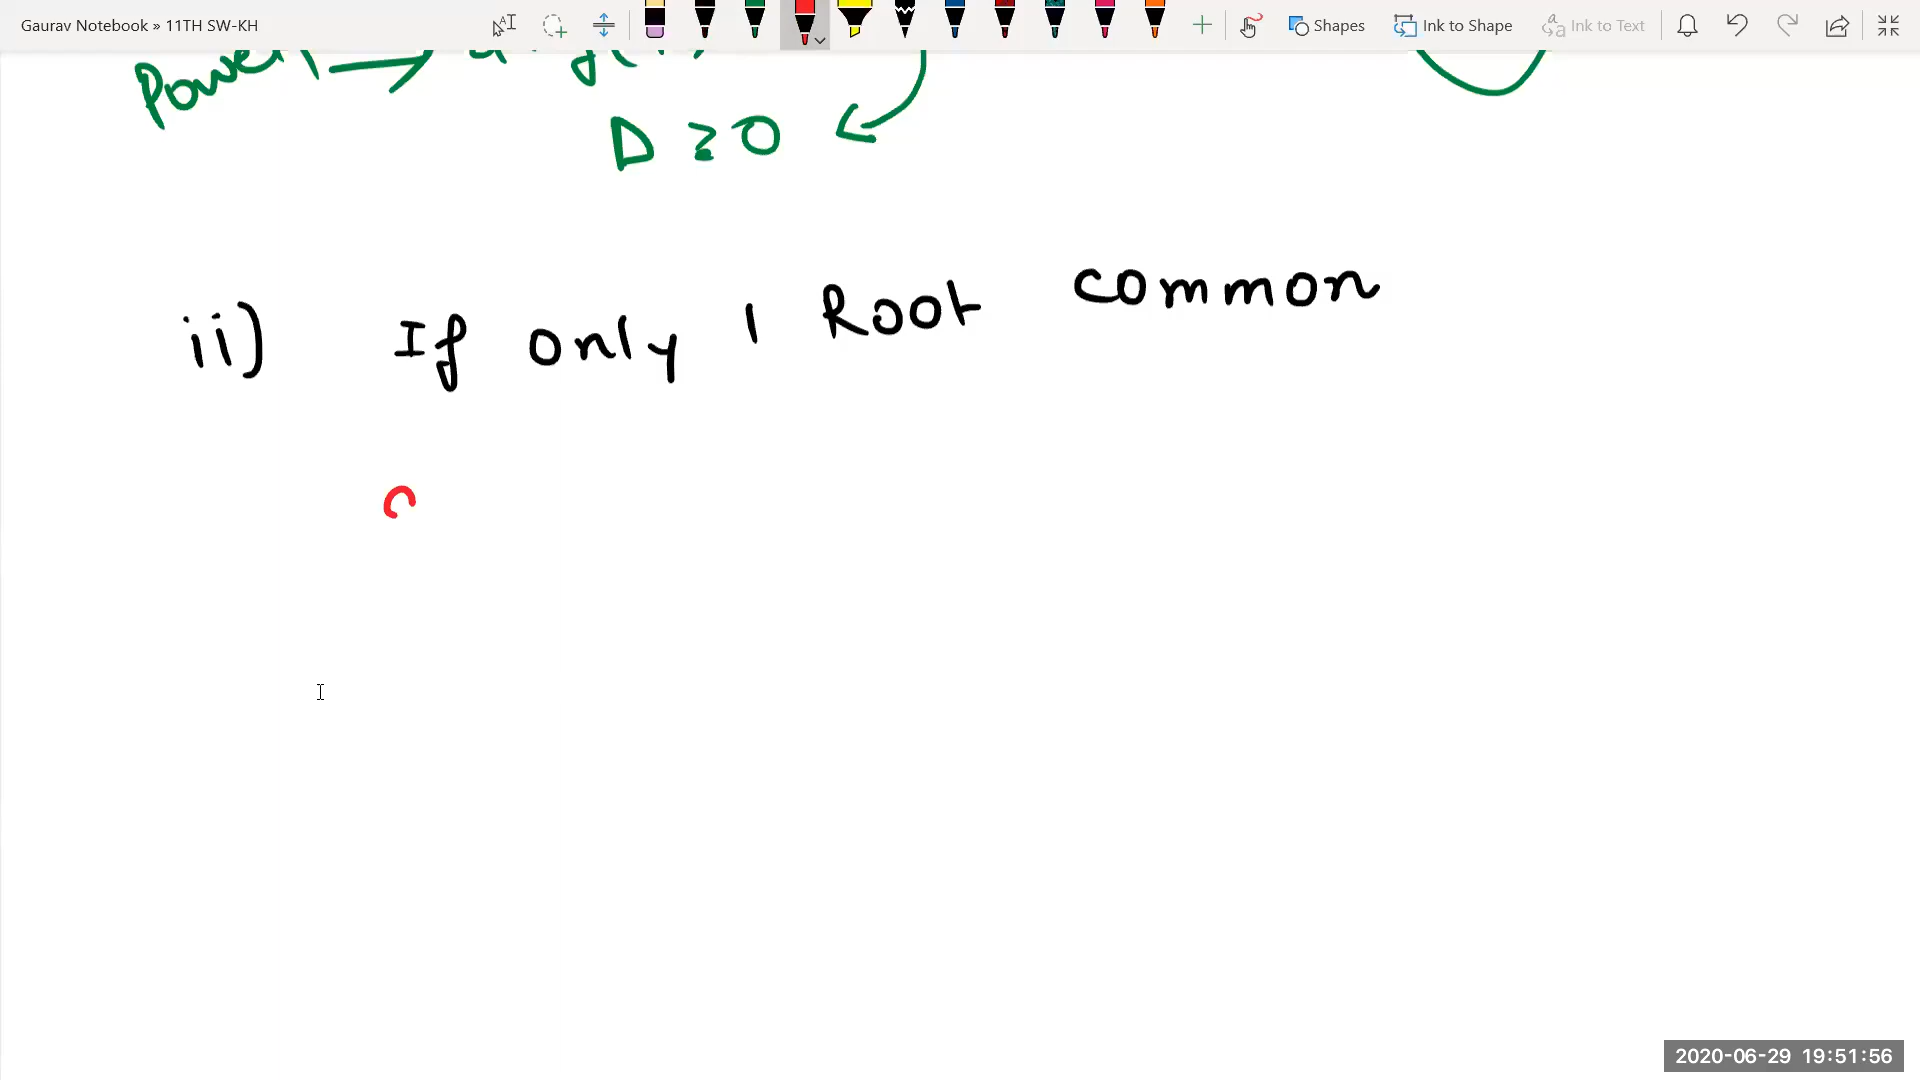 Gaurav Notebook » 11TH SW-KH
Shapes
Ink to Shape
Ink to Text
Power
D ≥ 0
ii) If only 1 Root common
2020-06-29 19:51:56